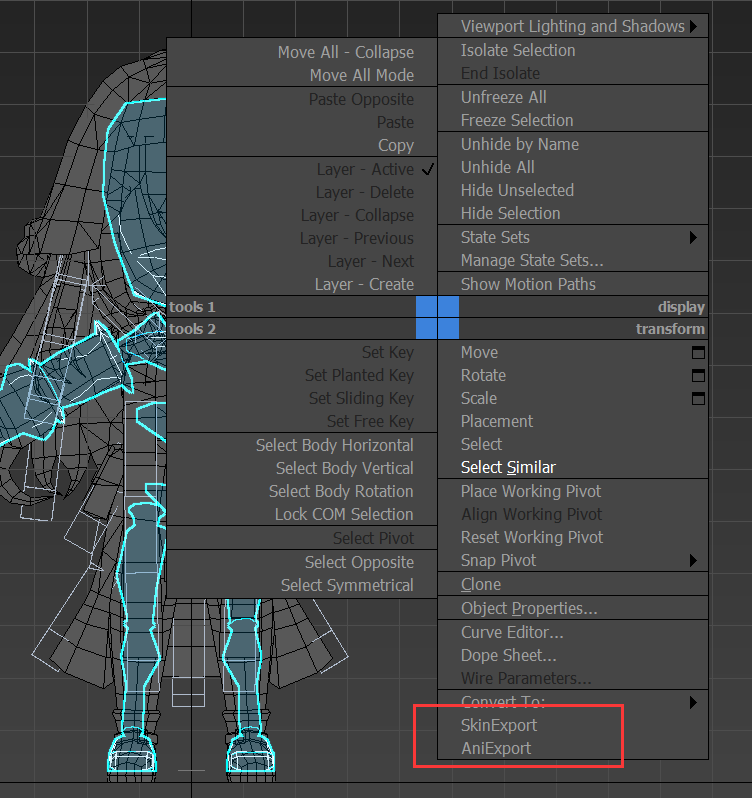 Viewport Lighting and Shadows
Isolate Selection
End Isolate
Unfreeze All
Freeze Selection
Unhide by Name
Unhide All
Hide Unselected
Hide Selection
State Sets
Manage State Sets...
Show Motion Paths
Move All - Collapse
Move All Mode
Paste Opposite
Paste
Copy
Layer - Active
Layer - Delete
Layer - Collapse
Layer - Previous
Layer - Next
Layer - Create
tools 1
display
tools 2
transform
Set Key
Set Planted Key
Set Sliding Key
Set Free Key
Select Body Horizontal
Select Body Vertical
Select Body Rotation
Lock COM Selection
Select Pivot
Select Opposite
Select Symmetrical
Move
Rotate
Scale
Placement
Select
Select Similar
Place Working Pivot
Align Working Pivot
Reset Working Pivot
Snap Pivot
Clone
Object Properties...
Curve Editor...
Dope Sheet...
Wire Parameters...
Convert To:
SkinExport
AniExport